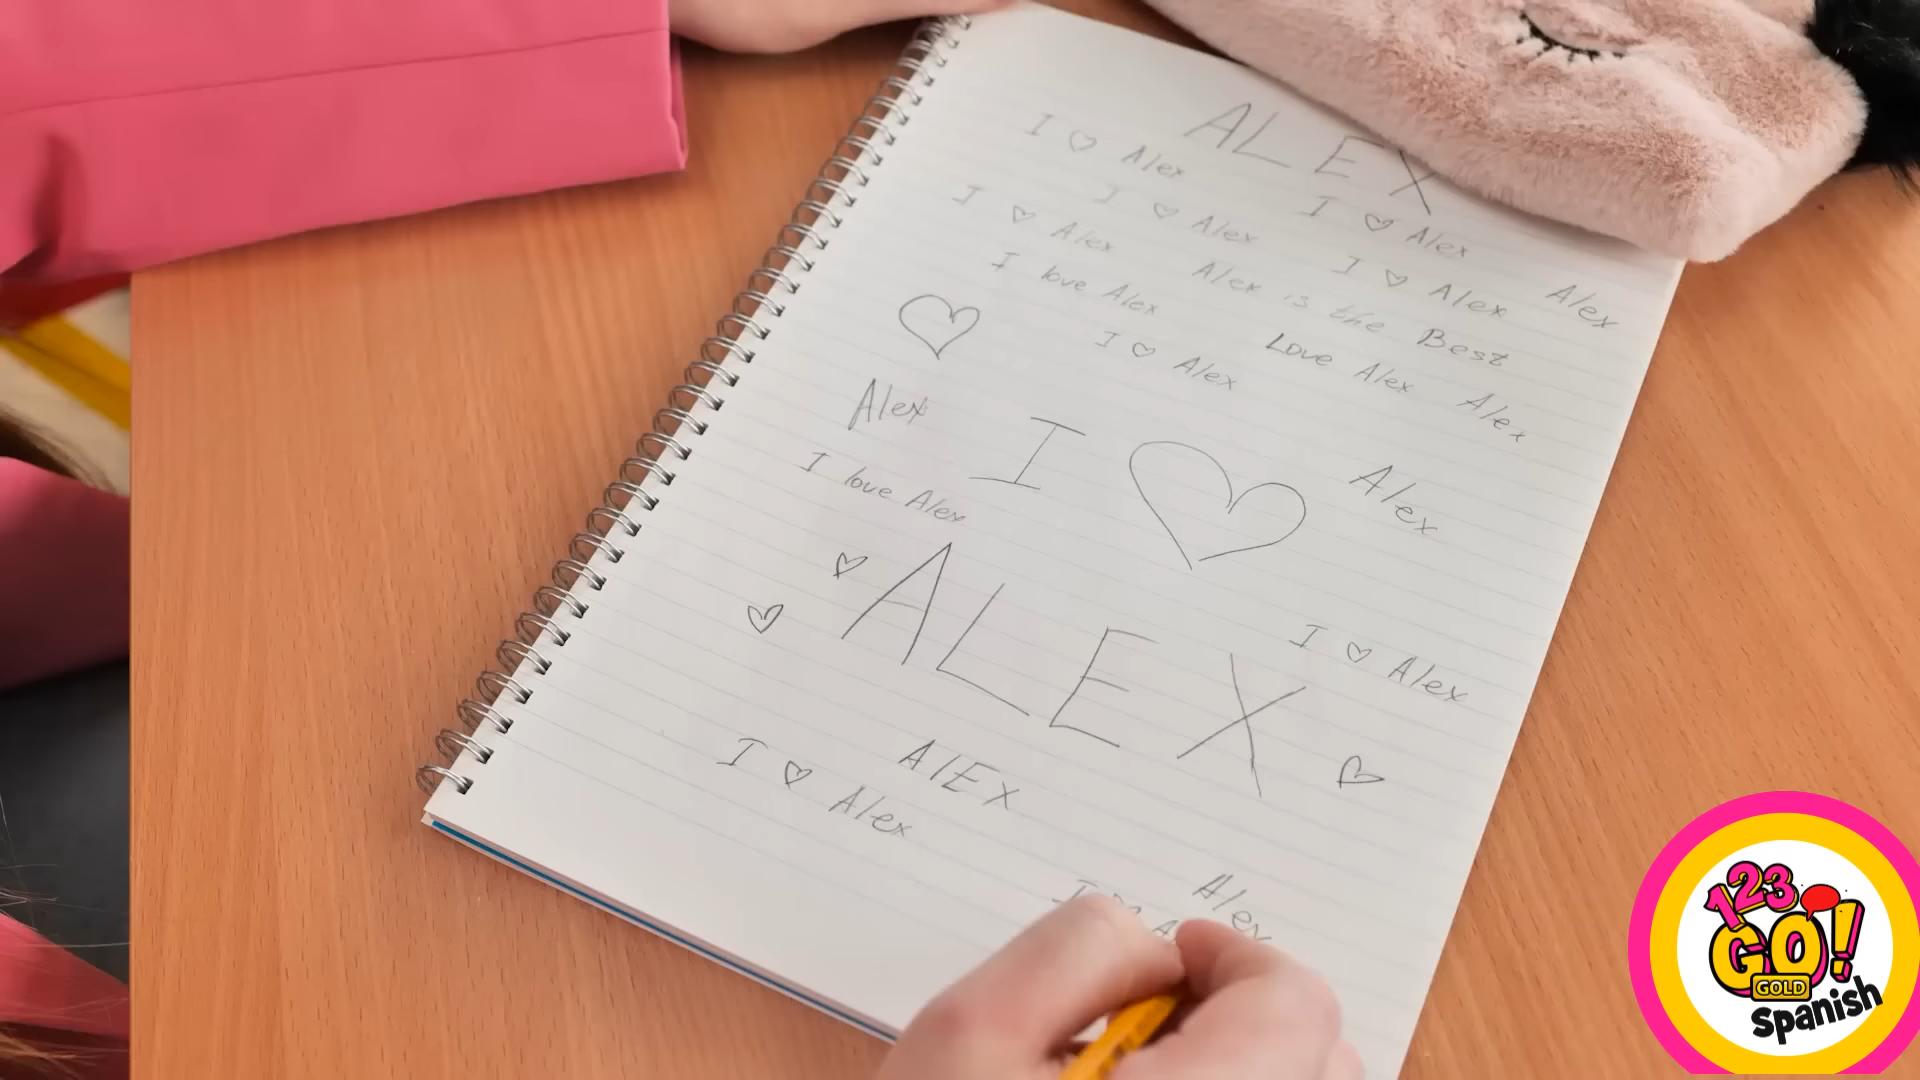 ALEX
I ♡ Alex
I ♡ Alex
I ♡ Alex
I ♡ Alex
I ♡ Alex
Alex
Alex is the Best
I love Alex
Love Alex
Alex
I ♡ Alex
Alex
I ♡ Alex
I love Alex
ALEX
I ♡ Alex
AlEX
I ♡ Alex
Alex
I ♡ A
123
GO!
GOLD
Spanish